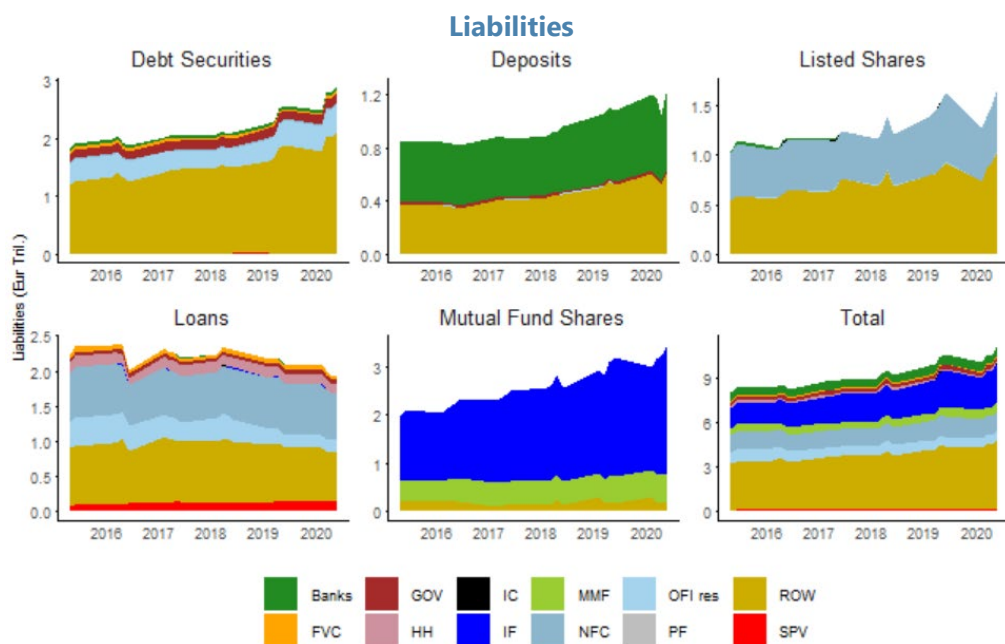 Liabilities
Debt Securities
Deposits
Listed Shares
3
2
1
0
2016 2017 2018 2019 2020
1.2
0.8
0.4
0.0
2016 2017 2018 2019 2020
1.5
1.0
0.5
0.0
2016 2017 2018 2019 2020
Liabilities (Eur Tril.)
Loans
Mutual Fund Shares
Total
2.5
2.0
1.5
1.0
0.5
0.0
2016 2017 2018 2019 2020
3
2
1
0
2016 2017 2018 2019 2020
9
6
3
0
2016 2017 2018 2019 2020
Banks GOV IC MMF OFI res ROW
FVC HH IF NFC PF SPV